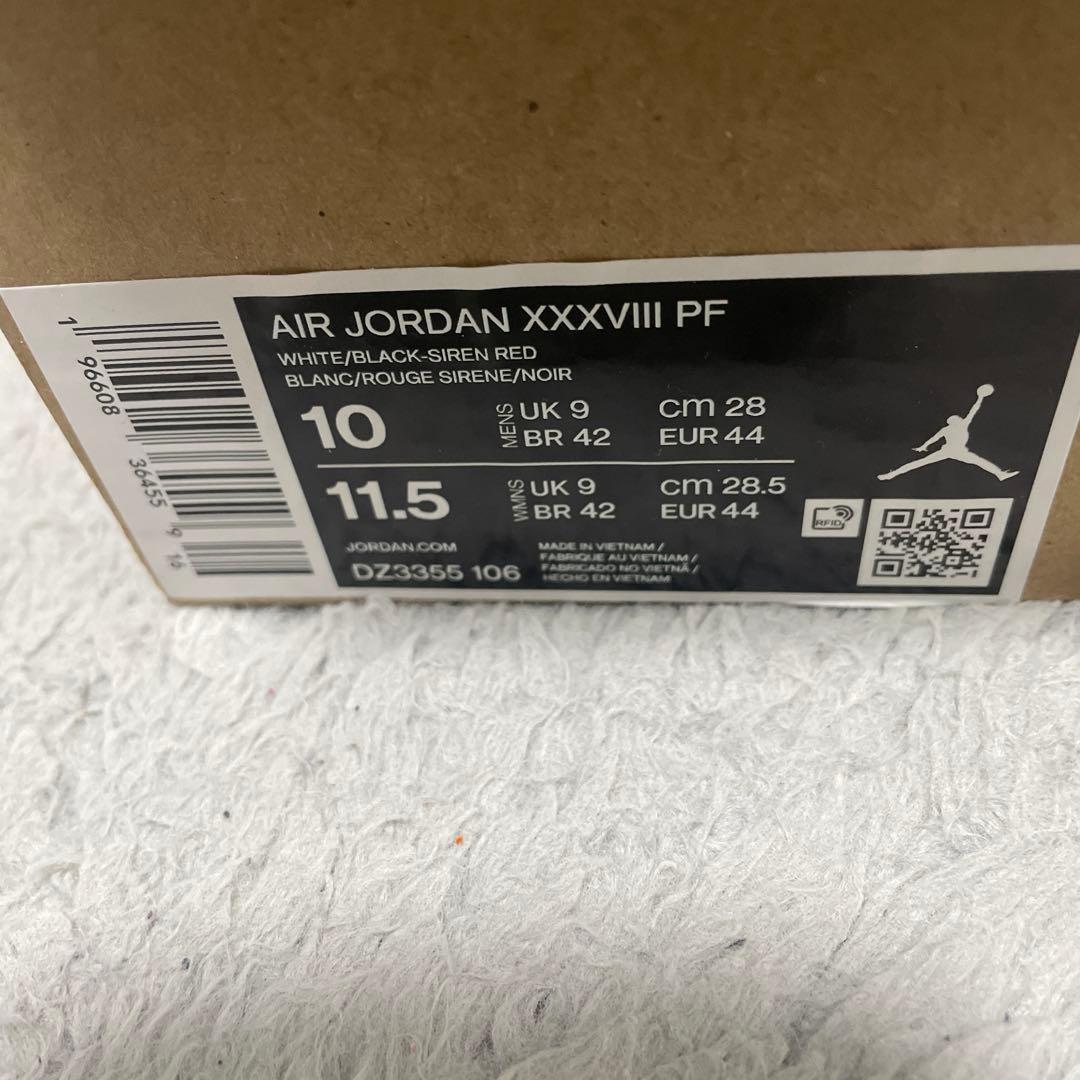 AIR JORDAN XXXVIII PF
WHITE/BLACK-SIREN RED
BLANC/ROUGE SIRENE/NOIR
10 MENS UK 9 cm 28
BR 42 EUR 44
11.5 WMNS UK 9 cm 28.5
BR 42 EUR 44
RFID
JORDAN.COM
DZ3355 106
MADE IN VIETNAM /
FABRIQUE AU VIETNAM /
FABRICADO NO VIETNÃ /
HECHO EN VIETNAM
1 96608 36455 9 16